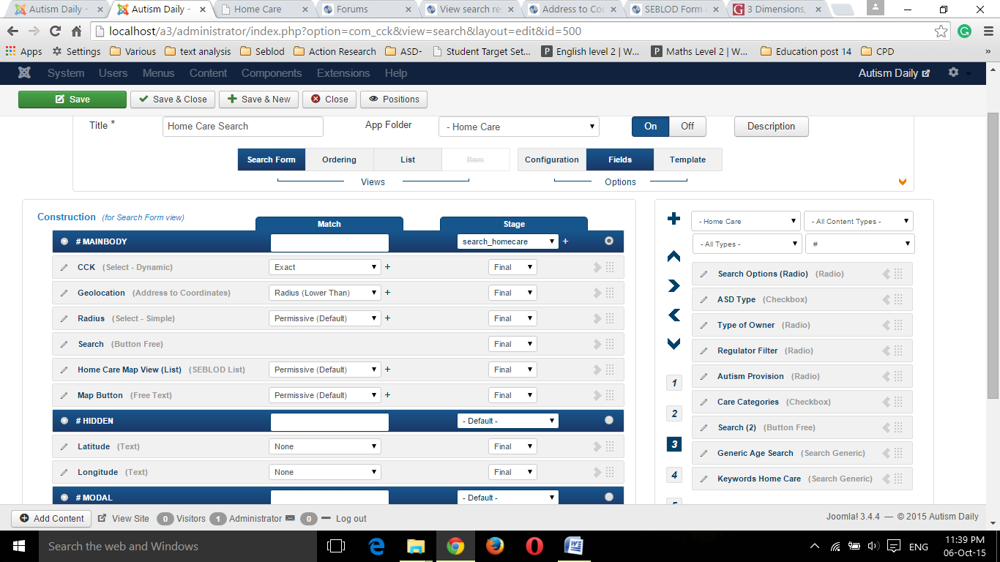 Autism Daily - Autism Daily - Home Care Forums View search re Address to Coo SEBLOD Form 3 Dimensions,
localhost/a3/administrator/index.php?option=com_cck&view=search&layout=edit&id=500
Apps Settings Various text analysis Seblod Action Research ASD- Student Target Set... English level 2 | W... Maths Level 2 | W... Education post 14 CPD »
System Users Menus Content Components Extensions Help Autism Daily
Save Save & Close Save & New Close Positions
Title * Home Care Search App Folder - Home Care On Off Description
Search Form Ordering List Item Configuration Fields Template
Views Options
Construction (for Search Form view) Match Stage
# MAINBODY search_homecare +
CCK (Select - Dynamic) Exact + Final
Geolocation (Address to Coordinates) Radius (Lower Than) + Final
Radius (Select - Simple) Permissive (Default) + Final
Search (Button Free) Final
Home Care Map View (List) (SEBLOD List) Permissive (Default) + Final
Map Button (Free Text) Permissive (Default) + Final
# HIDDEN - Default -
Latitude (Text) None Final
Longitude (Text) None Final
# MODAL - Default -
- Home Care - All Content Types -
- All Types - #
Search Options (Radio) (Radio)
ASD Type (Checkbox)
Type of Owner (Radio)
Regulator Filter (Radio)
Autism Provision (Radio)
Care Categories (Checkbox)
Search (2) (Button Free)
Generic Age Search (Search Generic)
Keywords Home Care (Search Generic)
1
2
3
4
Add Content View Site 0 Visitors 1 Administrator 0 Log out Joomla! 3.4.4 — © 2015 Autism Daily
Search the web and Windows ENG 11:39 PM
06-Oct-15